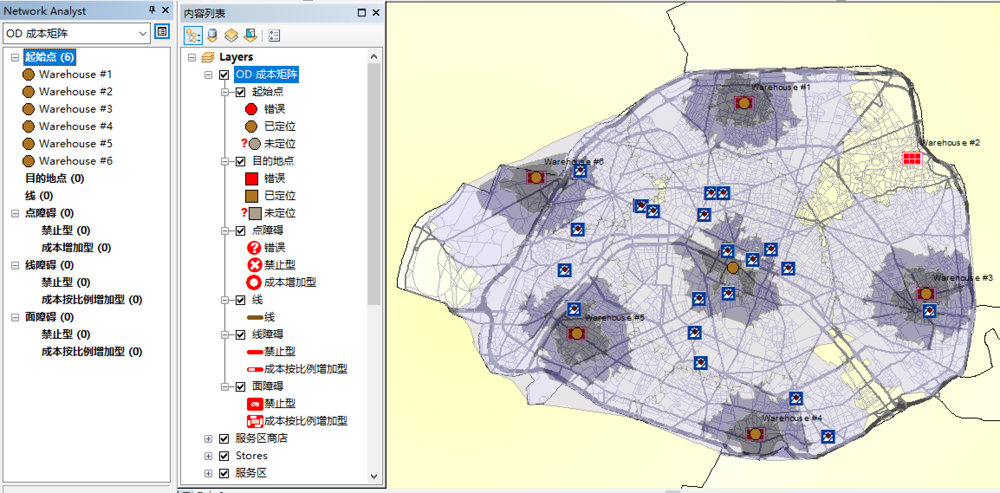 Network Analyst
OD 成本矩阵
起始点 (6)
Warehouse #1
Warehouse #2
Warehouse #3
Warehouse #4
Warehouse #5
Warehouse #6
目的地点 (0)
线 (0)
点障碍 (0)
禁止型 (0)
成本增加型 (0)
线障碍 (0)
禁止型 (0)
成本按比例增加型 (0)
面障碍 (0)
禁止型 (0)
成本按比例增加型 (0)
内容列表
Layers
OD 成本矩阵
起始点
错误
已定位
?未定位
目的地点
错误
已定位
?未定位
点障碍
错误
禁止型
成本增加型
线
线
线障碍
禁止型
成本按比例增加型
面障碍
禁止型
成本按比例增加型
服务区商店
Stores
服务区
Warehouse #1
Warehouse #2
Warehouse #6
Warehouse #3
Warehouse #5
Warehouse #4